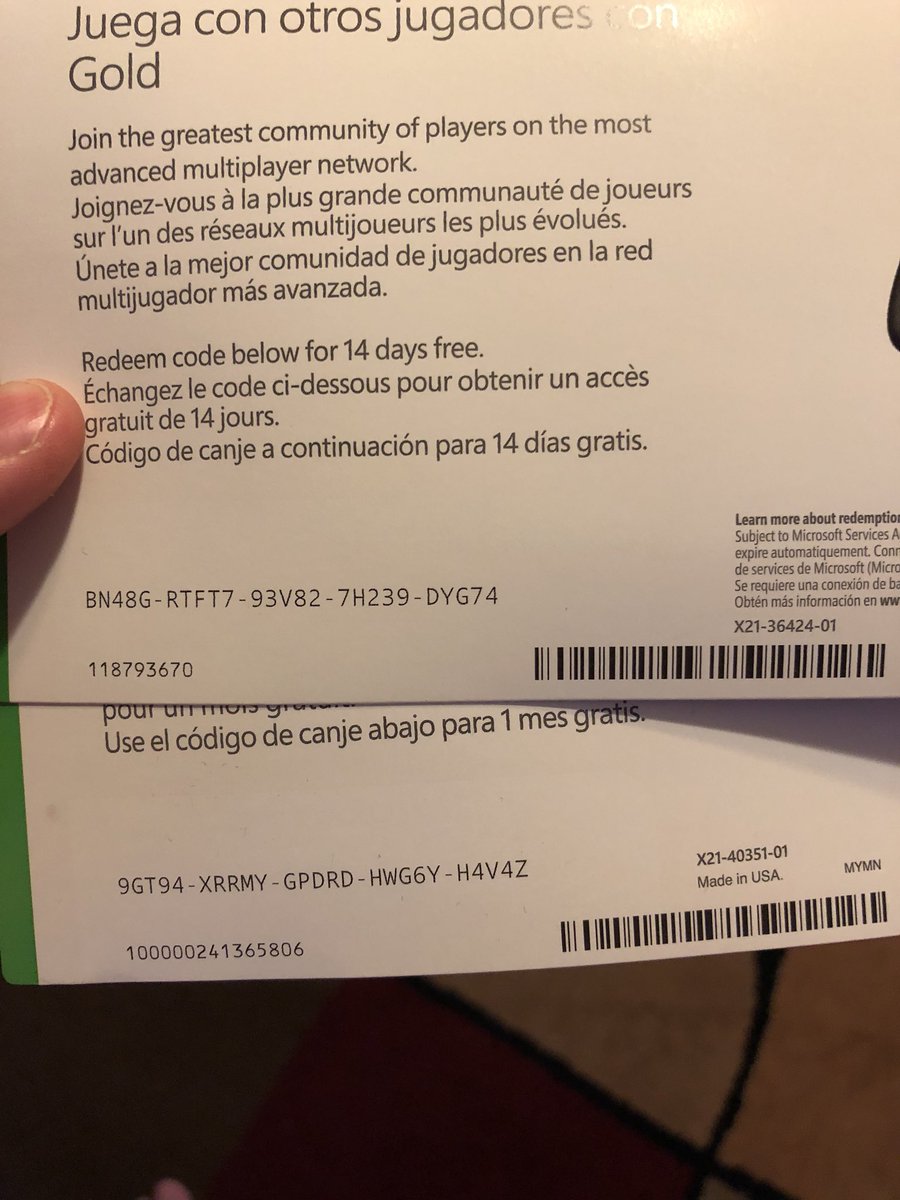 Juega con otros jugadores con
Gold
Join the greatest community of players on the most
advanced multiplayer network.
Joignez-vous à la plus grande communauté de joueurs
sur l'un des réseaux multijoueurs les plus évolués.
Únete a la mejor comunidad de jugadores en la red
multijugador más avanzada.
Redeem code below for 14 days free.
Échangez le code ci-dessous pour obtenir un accès
gratuit de 14 jours.
Código de canje a continuación para 14 días gratis.
Learn more about
Subject to Microsoft Services
expire automatiquement.
de services de Microsoft
Se requiere una conexión de
Obtén más información en
X21-36424-01
BN48G-RTFT7-93V82-7H239-DYG74
118793670
pour un mois
Use el código de canje abajo para 1 mes gratis.
X21-40351-01
Made in USA.
MYMN
9GT94-XRRMY-GPDRD-HWG6Y-H4V4Z
100000241365806